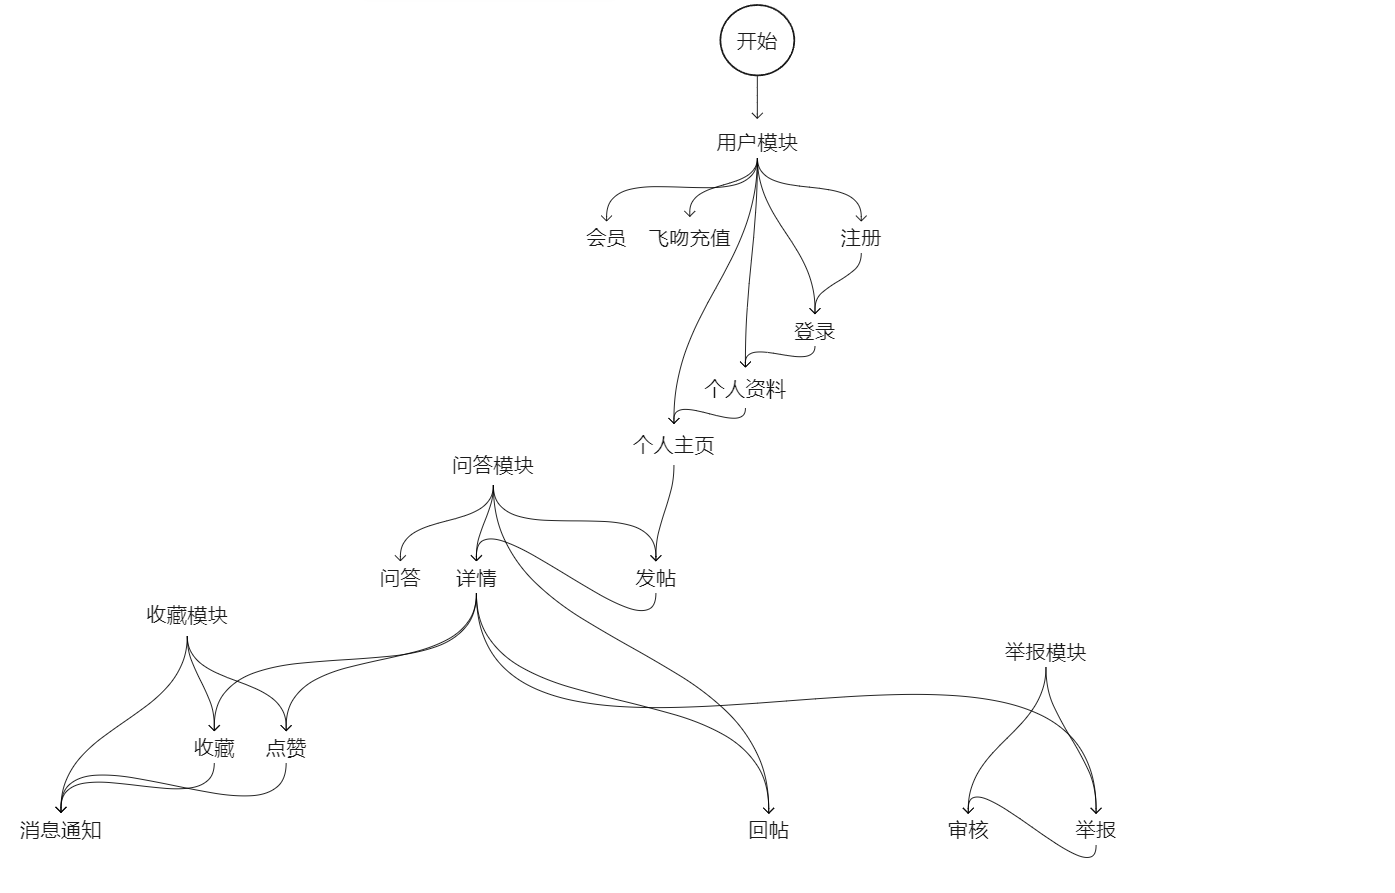 开始
用户模块
会员
飞吻充值
注册
登录
个人资料
个人主页
问答模块
问答
详情
发帖
收藏模块
举报模块
收藏
点赞
消息通知
回帖
审核
举报